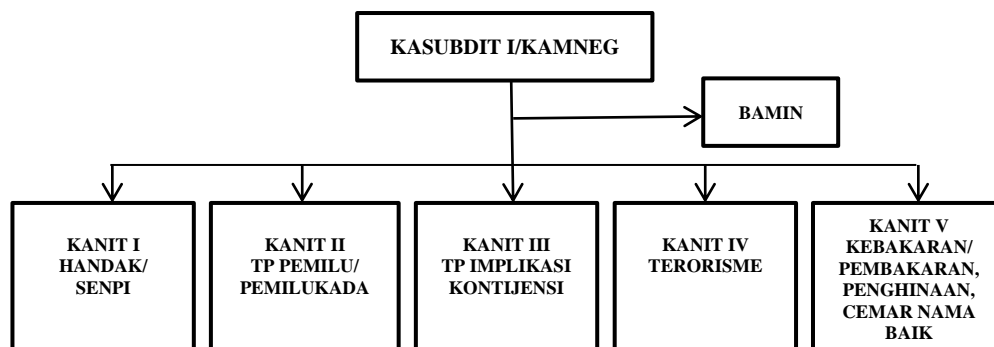 KASUBDIT I/KAMNEG
BAMIN
KANIT I
HANDAK/
SENPI
KANIT II
TP PEMILU/
PEMILUKADA
KANIT III
TP IMPLIKASI
KONTIJENSI
KANIT IV
TERORISME
KANIT V
KEBAKARAN/
PEMBAKARAN,
PENGHINAAN,
CEMAR NAMA
BAIK